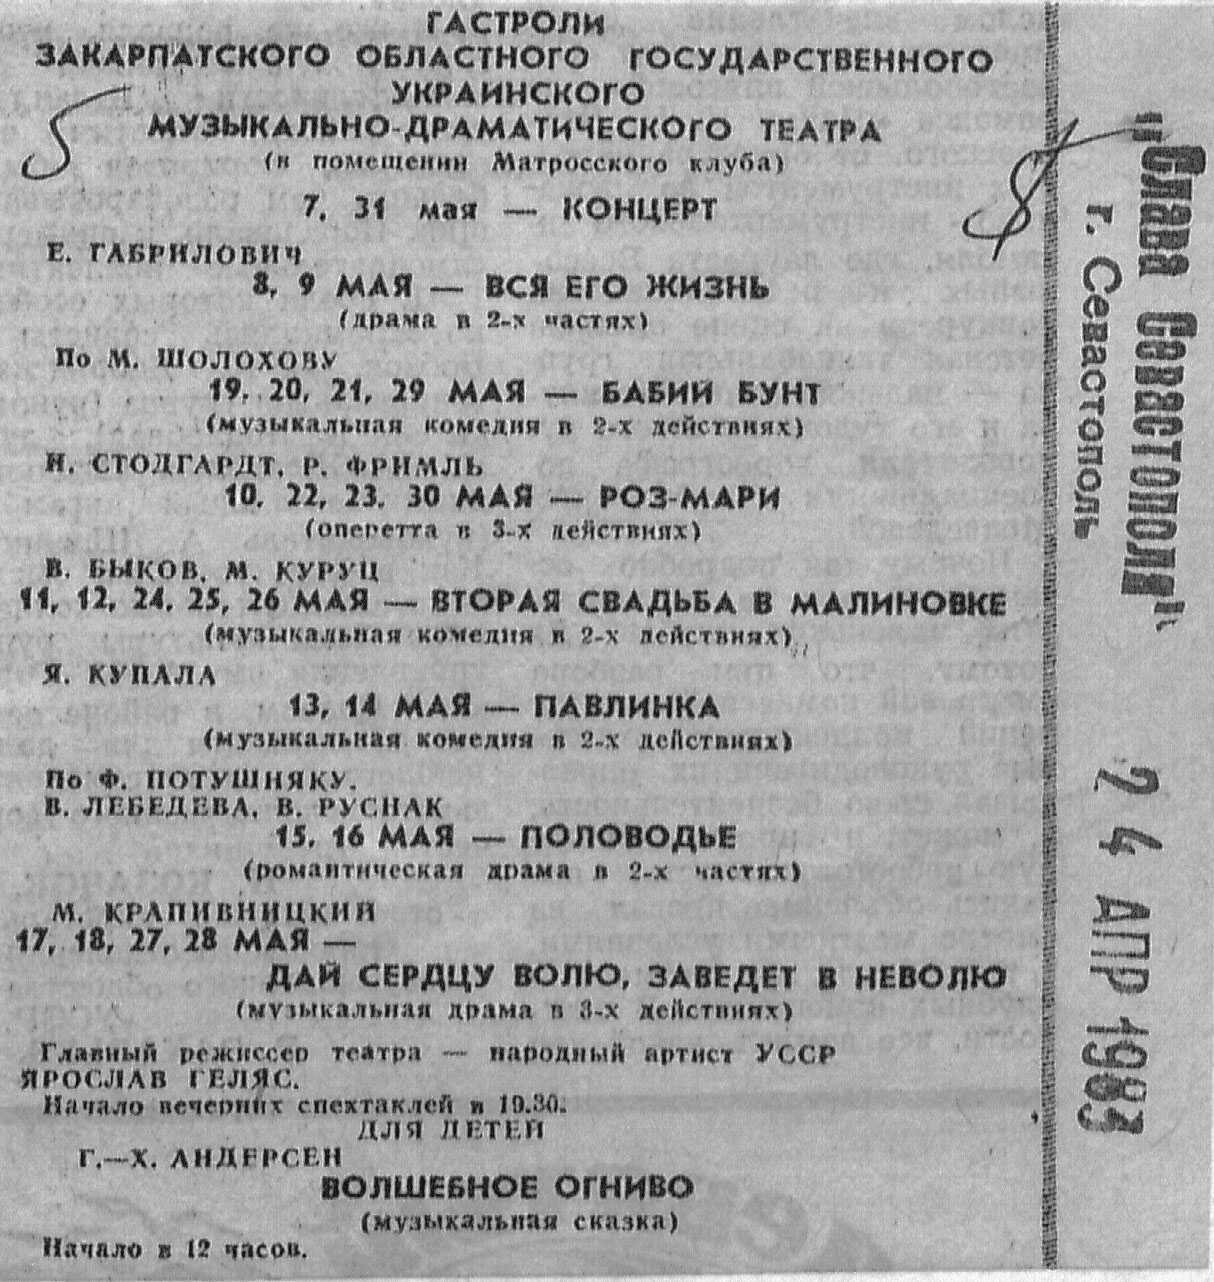 ГАСТРОЛИ
ЗАКАРПАТСКОГО ОБЛАСТНОГО ГОСУДАРСТВЕННОГО
УКРАИНСКОГО
МУЗЫКАЛЬНО-ДРАМАТИЧЕСКОГО ТЕАТРА
(в помещении Матросского клуба)
7, 31 мая — КОНЦЕРТ
Е. ГАБРИЛОВИЧ
8, 9 МАЯ — ВСЯ ЕГО ЖИЗНЬ
(драма в 2-х частях)
По М. ШОЛОХОВУ
19, 20, 21, 29 МАЯ — БАБИЙ БУНТ
(музыкальная комедия в 2-х действиях)
И. СТОДГАРДТ, Р. ФРИМЛЬ
10, 22, 23, 30 МАЯ — РОЗ-МАРИ
(оперетта в 3-х действиях)
В. БЫКОВ, М. КУРУЦ
11, 12, 24, 25, 26 МАЯ — ВТОРАЯ СВАДЬБА В МАЛИНОВКЕ
(музыкальная комедия в 2-х действиях)
Я. КУПАЛА
13, 14 МАЯ — ПАВЛИНКА
(музыкальная комедия в 2-х действиях)
По Ф. ПОТУШНЯКУ.
В. ЛЕБЕДЕВА, В. РУСНАК
15, 16 МАЯ — ПОЛОВОДЬЕ
(романтическая драма в 2-х частях)
М. КРАПИВНИЦКИЙ
17, 18, 27, 28 МАЯ —
ДАЙ СЕРДЦУ ВОЛЮ, ЗАВЕДЕТ В НЕВОЛЮ
(музыкальная драма в 3-х действиях)
Главный режиссер театра — народный артист УССР
ЯРОСЛАВ ГЕЛЯС.
Начало вечерних спектаклей в 19.30.
ДЛЯ ДЕТЕЙ
Г.—Х. АНДЕРСЕН
ВОЛШЕБНОЕ ОГНИВО
(музыкальная сказка)
Начало в 12 часов.
"Слава Севастополя"
г. Севастополь
24 АПР 1983